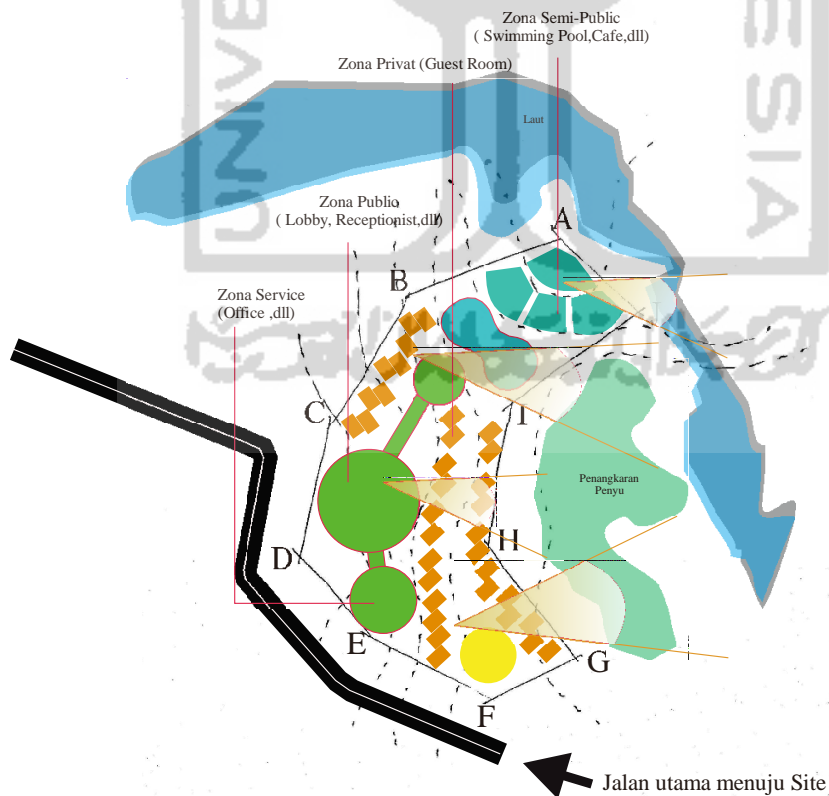 Zona Semi-Public
( Swimming Pool,Cafe,dll)
Zona Privat (Guest Room)
Laut
Zona Public
( Lobby, Receptionist,dll)
A
B
Zona Service
(Office ,dll)
C
I
Penangkaran
Penyu
H
D
E
G
F
Jalan utama menuju Site